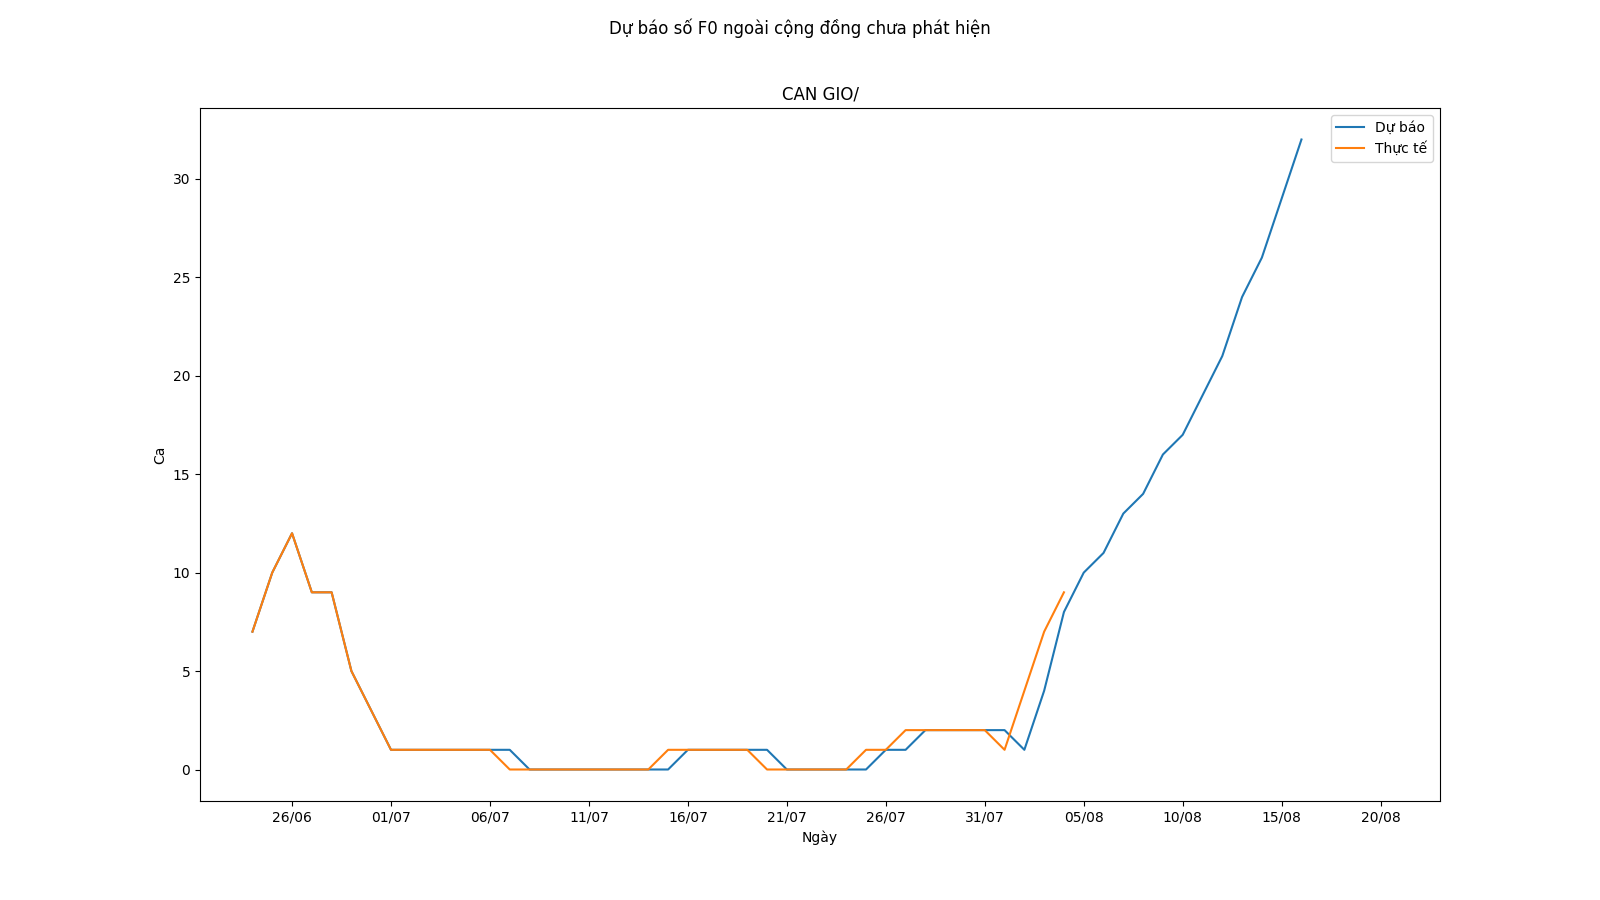 Dự báo số F0 ngoài cộng đồng chưa phát hiện
CAN GIO/
Dự báo
Thực tế
30
25
20
15
10
5
0
Ca
26/06 01/07 06/07 11/07 16/07 21/07 26/07 31/07 05/08 10/08 15/08 20/08
Ngày